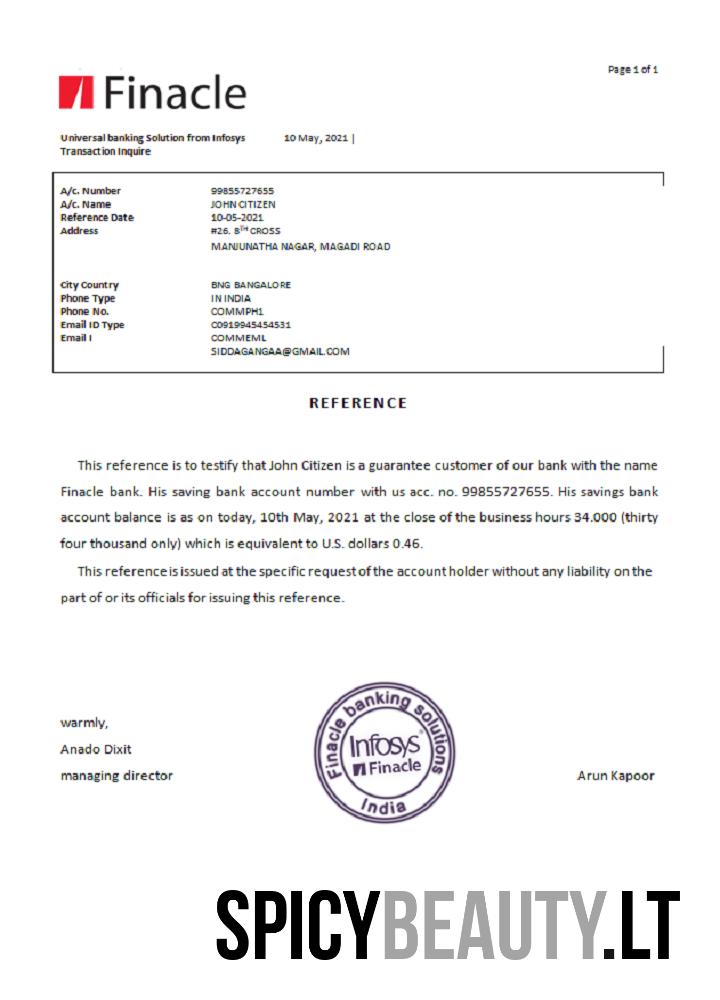 Page 1 of 1
Finacle
Universal banking Solution from Infosys 10 May, 2021 |
Transaction Inquire
A/c. Number 99855727655
A/c. Name JOHN CITIZEN
Reference Date 10-05-2021
Address #26. 8TH CROSS
MANJUNATHA NAGAR, MAGADI ROAD
City Country BNG BANGALORE
Phone Type IN INDIA
Phone No. COMMPH1
Email ID Type C0919945454531
Email I COMMEML
SIDDAGANGAA@GMAIL.COM
REFERENCE
This reference is to testify that John Citizen is a guarantee customer of our bank with the name
Finacle bank. His saving bank account number with us acc. no. 99855727655. His savings bank
account balance is as on today, 10th May, 2021 at the close of the business hours 34.000 (thirty
four thousand only) which is equivalent to U.S. dollars 0.46.
This reference is issued at the specific request of the account holder without any liability on the
part of or its officials for issuing this reference.
warmly,
Anado Dixit
managing director
Finacle banking solutions
Infosys
Finacle
India
Arun Kapoor
SPICYBEAUTY.LT